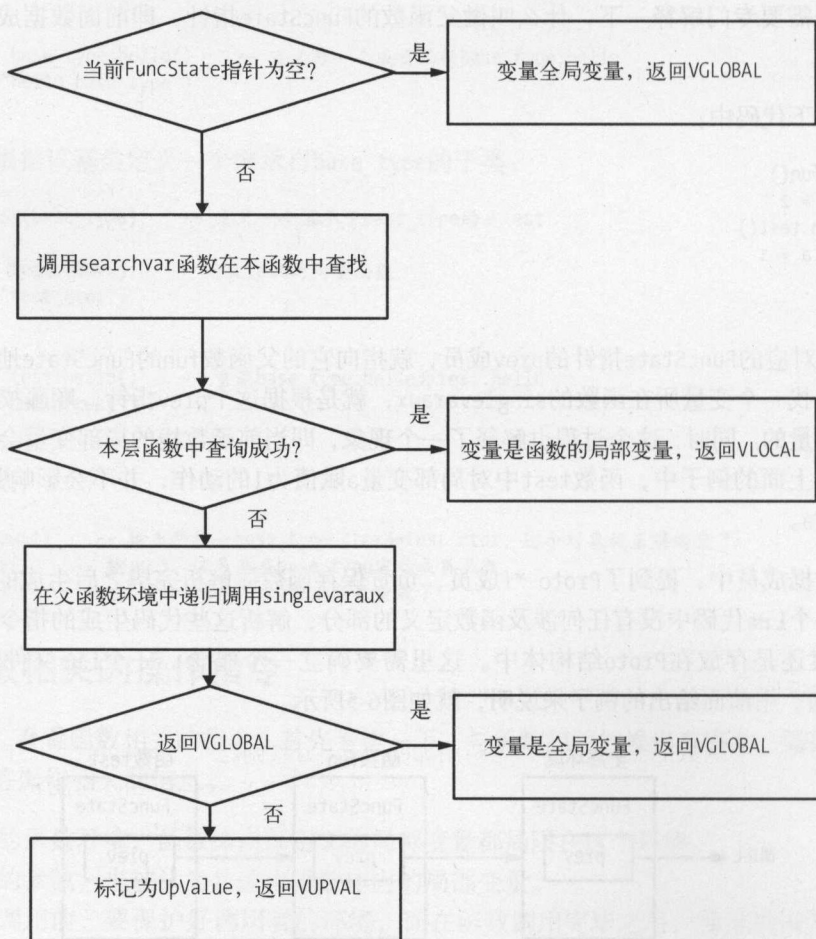 当前FuncState指针为空？
是
变量全局变量，返回VGLOBAL
否
调用searchvar函数在本函数中查找
本层函数中查询成功？
是
变量是函数的局部变量，返回VLOCAL
否
在父函数环境中递归调用singlevaraux
返回VGLOBAL
是
变量是全局变量，返回VGLOBAL
否
标记为UpValue，返回VUPVAL